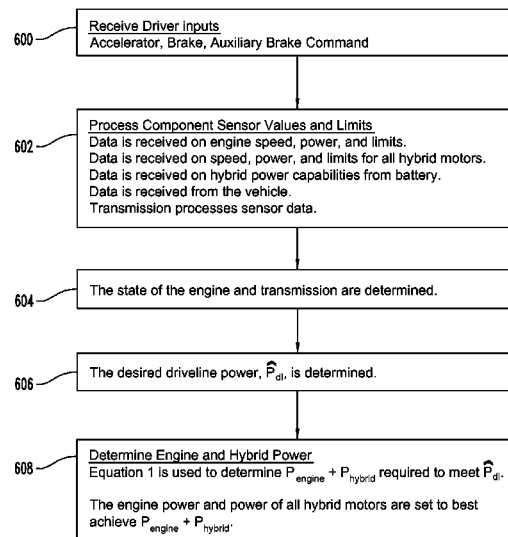 600
Receive Driver Inputs
Accelerator, Brake, Auxiliary Brake Command
602
Process Component Sensor Values and Limits
Data is received on engine speed, power, and limits.
Data is received on speed, power, and limits for all hybrid motors.
Data is received on hybrid power capabilities from battery.
Data is received from the vehicle.
Transmission processes sensor data.
604
The state of the engine and transmission are determined.
606
The desired driveline power, P̂dl, is determined.
608
Determine Engine and Hybrid Power
Equation 1 is used to determine Pengine + Phybrid required to meet P̂dl.
The engine power and power of all hybrid motors are set to best
achieve Pengine + Phybrid.